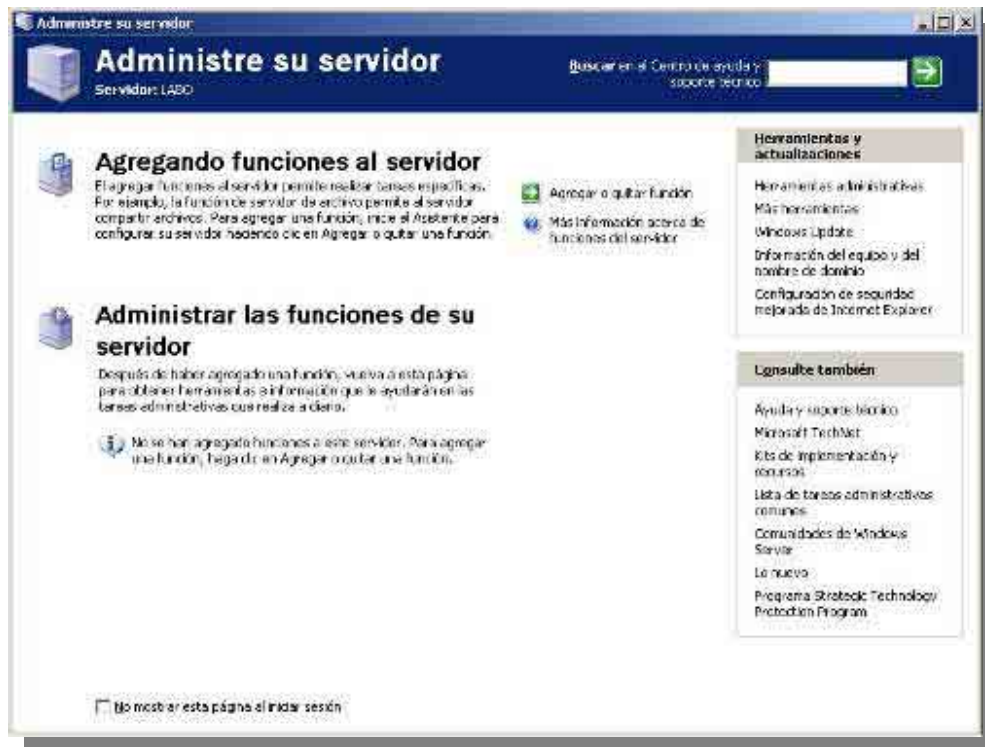 Administre su servidor
Administre su servidor
Servidor: LABO
Buscar en el Centro de ayuda y
soporte técnico
Agregando funciones al servidor
El agregar funciones al servidor permite realizar tareas específicas.
Por ejemplo, la función de servidor de archivo permite al servidor
compartir archivos. Para agregar una función, inicie el Asistente para
configurar su servidor haciendo clic en Agregar o quitar una función.
Agregar o quitar función
Más información acerca de
funciones del servidor
Administrar las funciones de su
servidor
Después de haber agregado una función, vuelva a esta página
para obtener herramientas e información que le ayudarán en las
tareas administrativas que realiza a diario.
No se han agregado funciones a este servidor. Para agregar
una función, haga clic en Agregar o quitar una función.
Herramientas y
actualizaciones
Herramientas administrativas
Más herramientas
Windows Update
Información del equipo y del
nombre de dominio
Configuración de seguridad
mejorada de Internet Explorer
Consulte también
Ayuda y soporte técnico
Microsoft TechNet
Kits de implementación y
recursos
Lista de tareas administrativas
comunes
Comunidades de Windows
Server
Lo nuevo
Programa Strategic Technology
Protection Program
No mostrar esta página al iniciar sesión